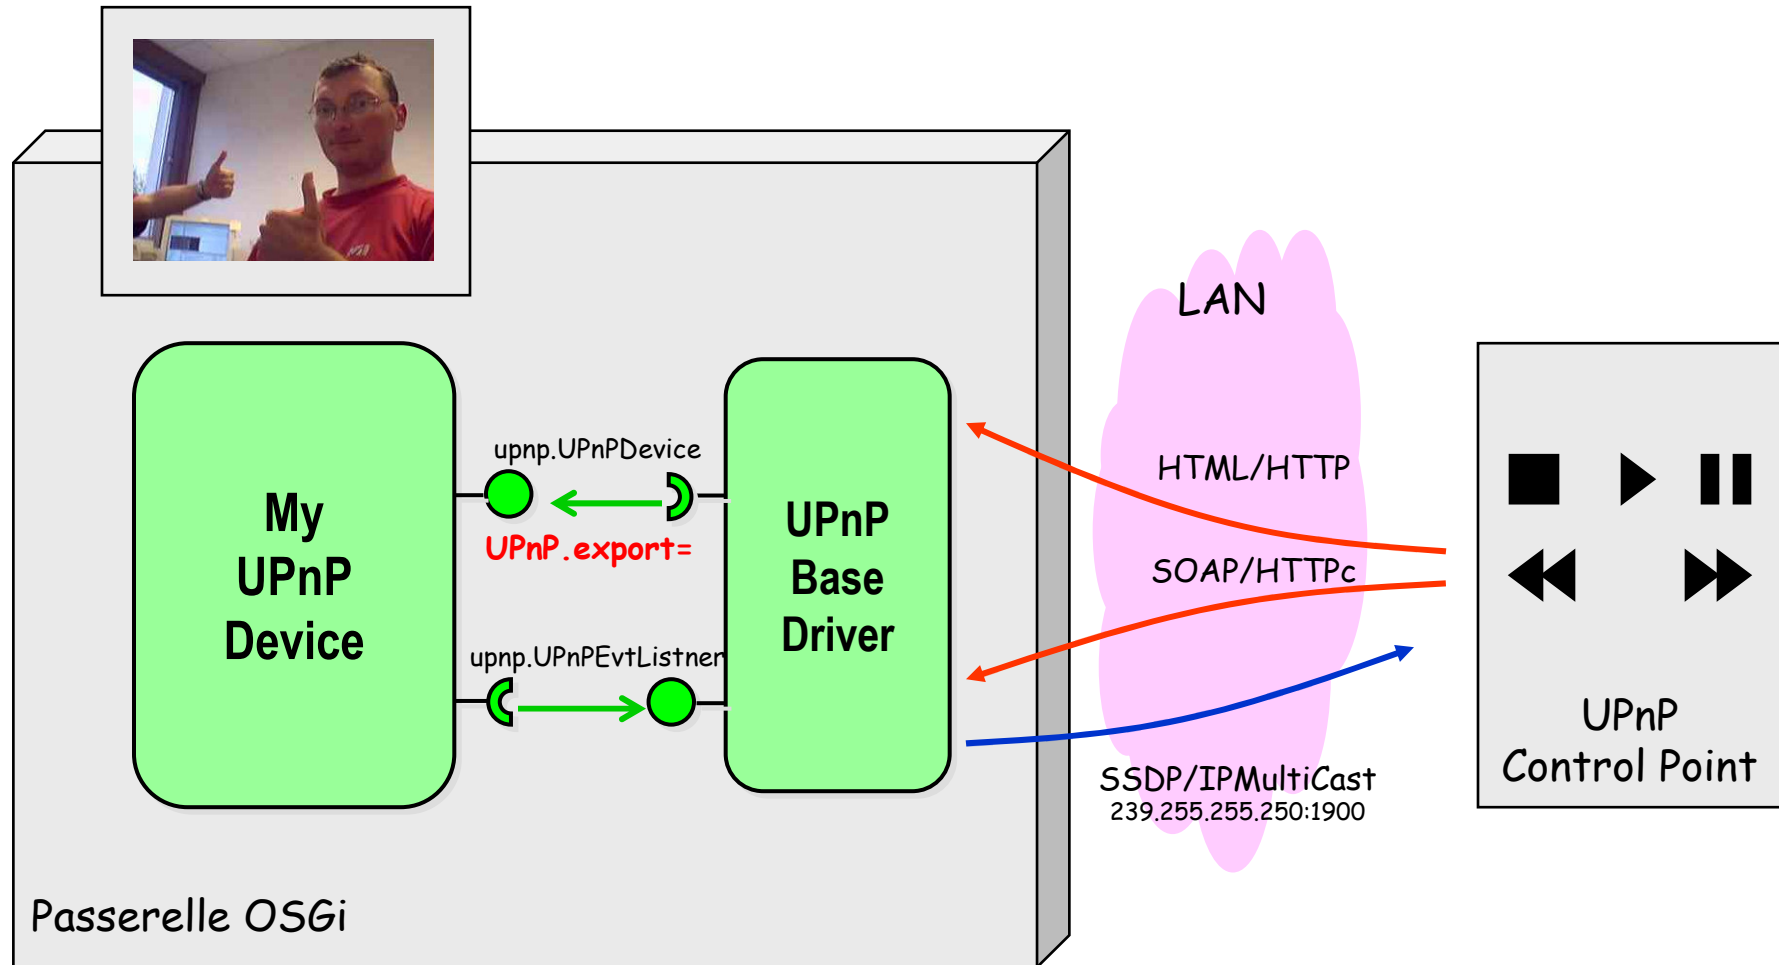 LAN
upnp.UPnPDevice
HTML/HTTP
My
UPnP
Device
UPnP
Base
Driver
UPnP.export=
SOAP/HTTPc
upnp.UPnPEvtListner
UPnP
Control Point
SSDP/IPMultiCast
239.255.255.250:1900
Passerelle OSGi